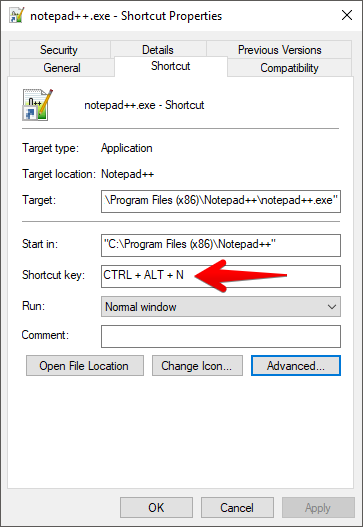 notepad++.exe - Shortcut Properties
Security Details Previous Versions
General Shortcut Compatibility
notepad++.exe - Shortcut
Target type: Application
Target location: Notepad++
Target: \Program Files (x86)\Notepad++\notepad++.exe"
Start in: "C:\Program Files (x86)\Notepad++"
Shortcut key: CTRL + ALT + N
Run: Normal window
Comment:
Open File Location Change Icon... Advanced...
OK Cancel Apply